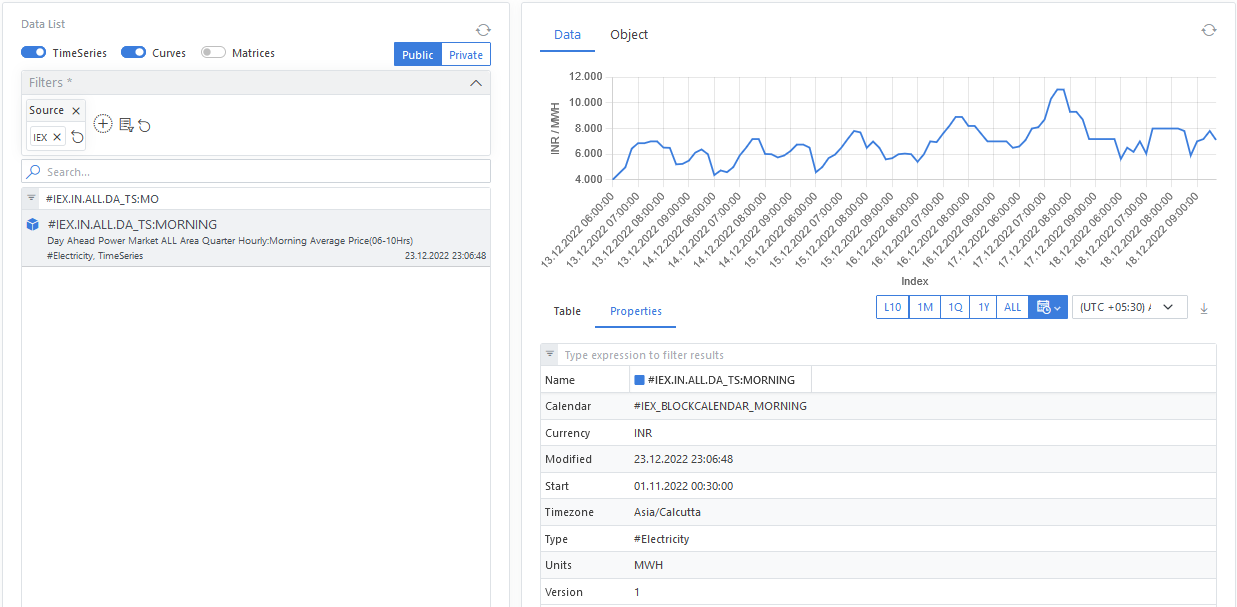 Data List
TimeSeries Curves Matrices Public Private
Filters *
Source ×
IEX ×
Search...
#IEX.IN.ALL.DA_TS:MO
#IEX.IN.ALL.DA_TS:MORNING
Day Ahead Power Market ALL Area Quarter Hourly:Morning Average Price(06-10Hrs)
#Electricity, TimeSeries 23.12.2022 23:06:48
Data Object
INR / MWH
12.000
10.000
8.000
6.000
4.000
13.12.2022 06:00:00
13.12.2022 07:00:00
13.12.2022 08:00:00
13.12.2022 09:00:00
14.12.2022 06:00:00
14.12.2022 07:00:00
14.12.2022 08:00:00
14.12.2022 09:00:00
15.12.2022 06:00:00
15.12.2022 07:00:00
15.12.2022 08:00:00
15.12.2022 09:00:00
16.12.2022 06:00:00
16.12.2022 07:00:00
16.12.2022 08:00:00
16.12.2022 09:00:00
17.12.2022 06:00:00
17.12.2022 07:00:00
17.12.2022 08:00:00
17.12.2022 09:00:00
18.12.2022 06:00:00
18.12.2022 07:00:00
18.12.2022 08:00:00
18.12.2022 09:00:00
Index
Table Properties L10 1M 1Q 1Y ALL (UTC +05:30)
Type expression to filter results
Name #IEX.IN.ALL.DA_TS:MORNING
Calendar #IEX_BLOCKCALENDAR_MORNING
Currency INR
Modified 23.12.2022 23:06:48
Start 01.11.2022 00:30:00
Timezone Asia/Calcutta
Type #Electricity
Units MWH
Version 1